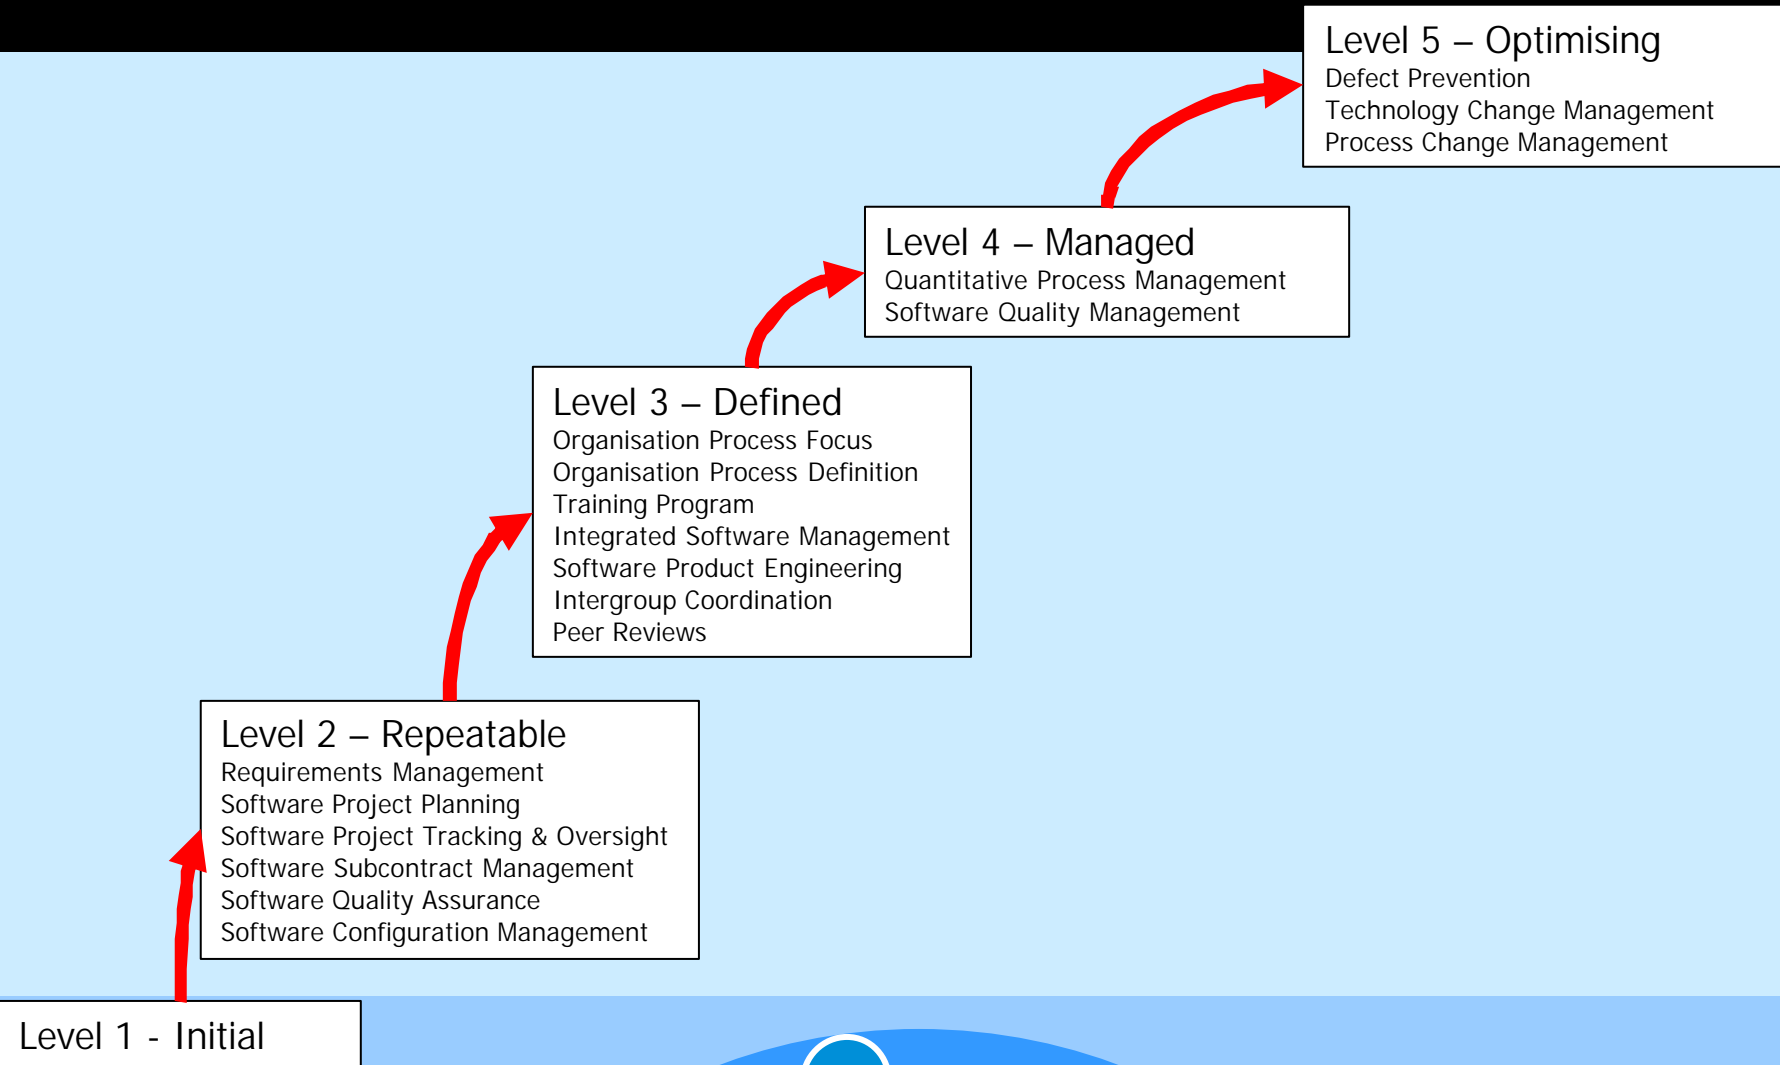 Level 5 – Optimising
Defect Prevention
Technology Change Management
Process Change Management
Level 4 – Managed
Quantitative Process Management
Software Quality Management
Level 3 – Defined
Organisation Process Focus
Organisation Process Definition
Training Program
Integrated Software Management
Software Product Engineering
Intergroup Coordination
Peer Reviews
Level 2 – Repeatable
Requirements Management
Software Project Planning
Software Project Tracking & Oversight
Software Subcontract Management
Software Quality Assurance
Software Configuration Management
Level 1 - Initial